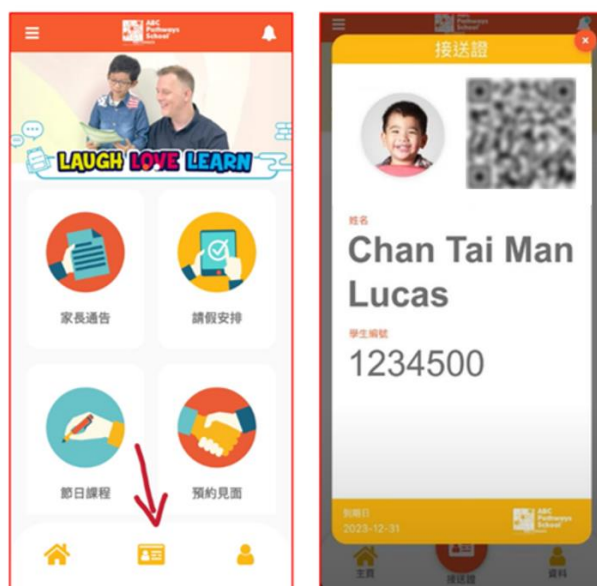 ABC
Pathways
School
LAUGH LOVE LEARN
家長通告
請假安排
節日課程
預約見面
接送證
姓名
Chan Tai Man
Lucas
學生編號
1234500
到期日
2023-12-31
ABC
Pathways
School
主頁
接送證
資料